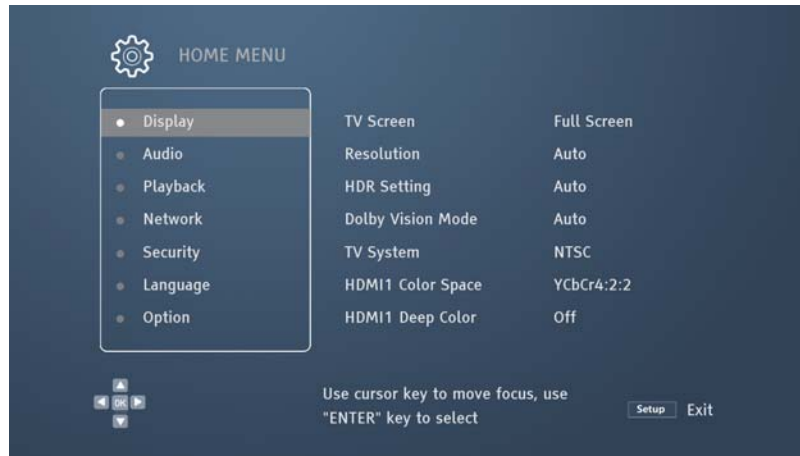 HOME MENU
Display
Audio
Playback
Network
Security
Language
Option
TV Screen Full Screen
Resolution Auto
HDR Setting Auto
Dolby Vision Mode Auto
TV System NTSC
HDMI1 Color Space YCbCr4:2:2
HDMI1 Deep Color Off
OK
Use cursor key to move focus, use
"ENTER" key to select
Setup Exit